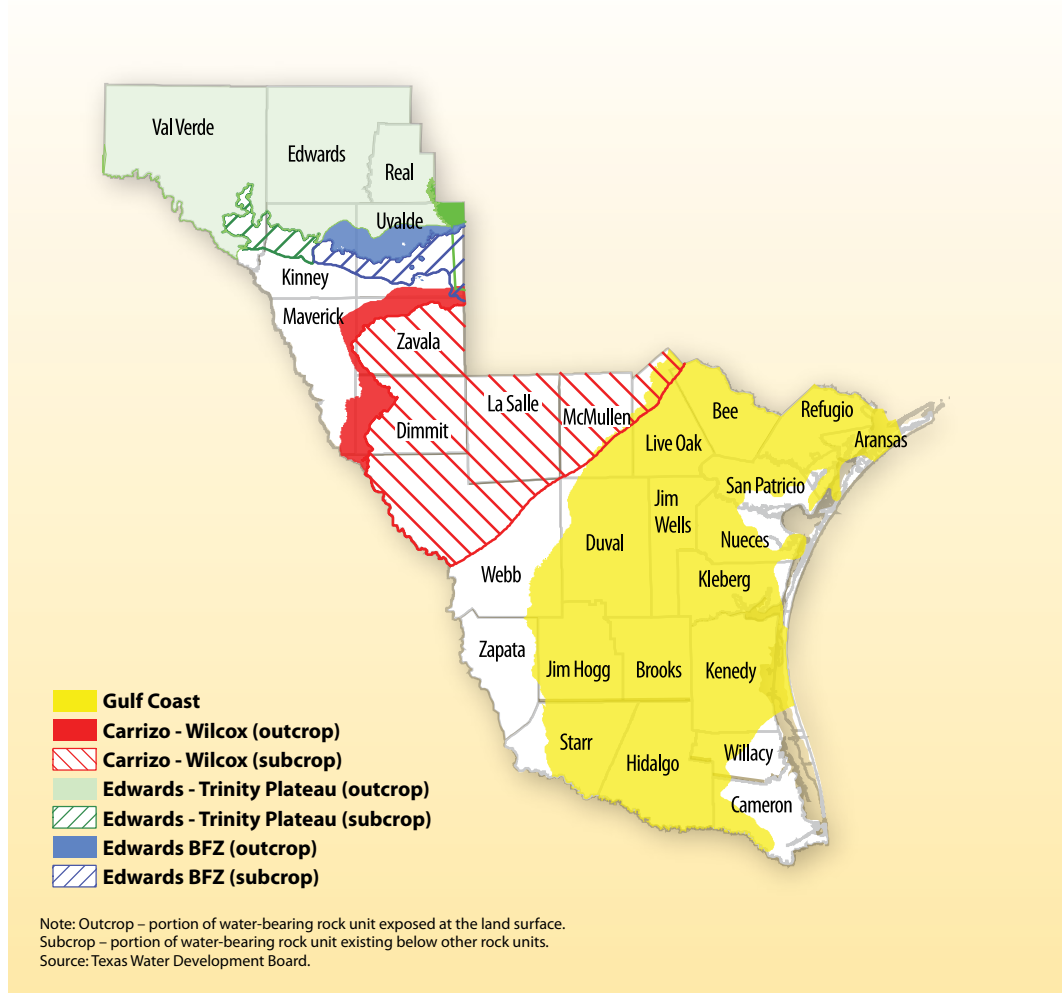 Val Verde
Edwards
Real
Uvalde
Kinney
Maverick
Zavala
La Salle
McMullen
Dimmit
Bee
Refugio
Aransas
Live Oak
San Patricio
Jim
Wells
Duval
Nueces
Webb
Kleberg
Zapata
Jim Hogg
Brooks
Kenedy
Starr
Hidalgo
Willacy
Cameron
Gulf Coast
Carrizo - Wilcox (outcrop)
Carrizo - Wilcox (subcrop)
Edwards - Trinity Plateau (outcrop)
Edwards - Trinity Plateau (subcrop)
Edwards BFZ (outcrop)
Edwards BFZ (subcrop)
Note: Outcrop – portion of water-bearing rock unit exposed at the land surface.
Subcrop – portion of water-bearing rock unit existing below other rock units.
Source: Texas Water Development Board.